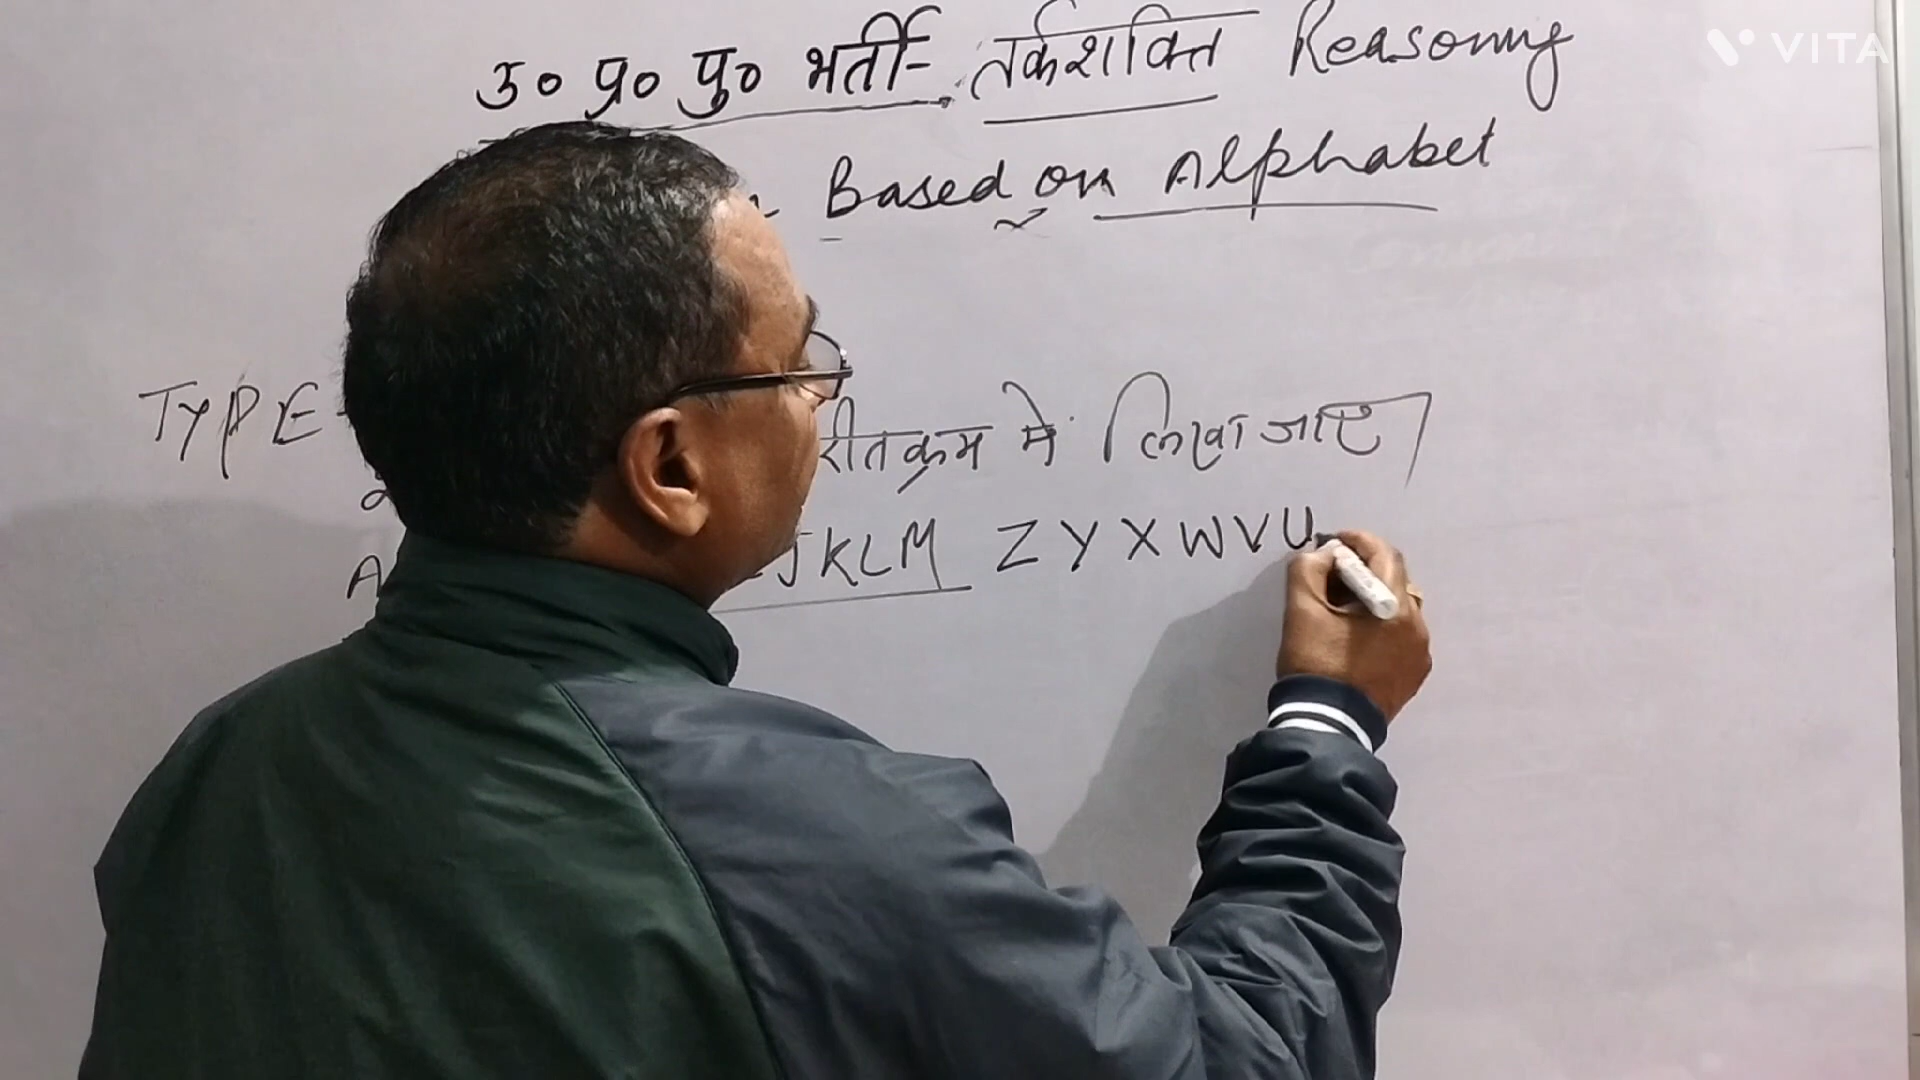 उ० प्र० पु० भर्ती - तर्कशक्ति Reasoning
VITA
Based on Alphabet
TYPE - रीतक्रम में लिखा जाए।
A JKLM ZYXWVU